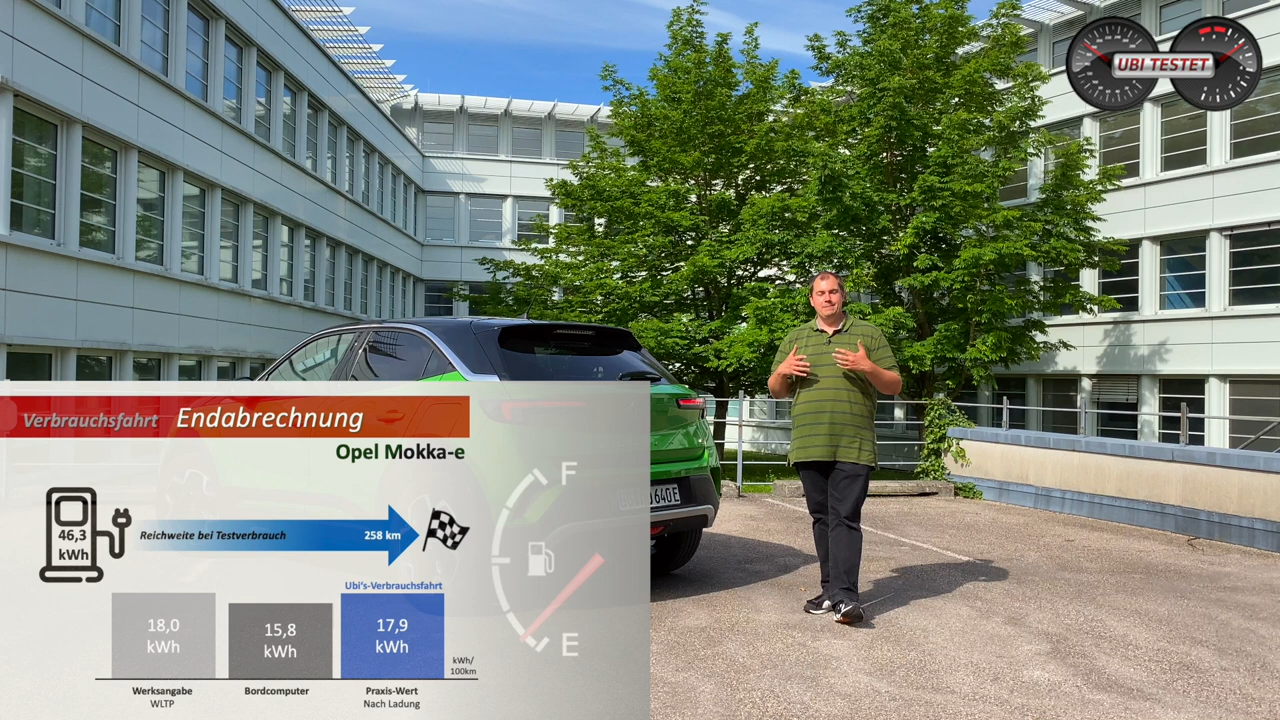 UBI TESTET
Verbrauchsfahrt Endabrechnung
Opel Mokka-e
F
46,3
kWh
Reichweite bei Testverbrauch 258 km
Ubi's-Verbrauchsfahrt
18,0
kWh
15,8
kWh
17,9
kWh
E
kWh/
100km
Werksangabe
WLTP
Bordcomputer
Praxis-Wert
Nach Ladung
640E